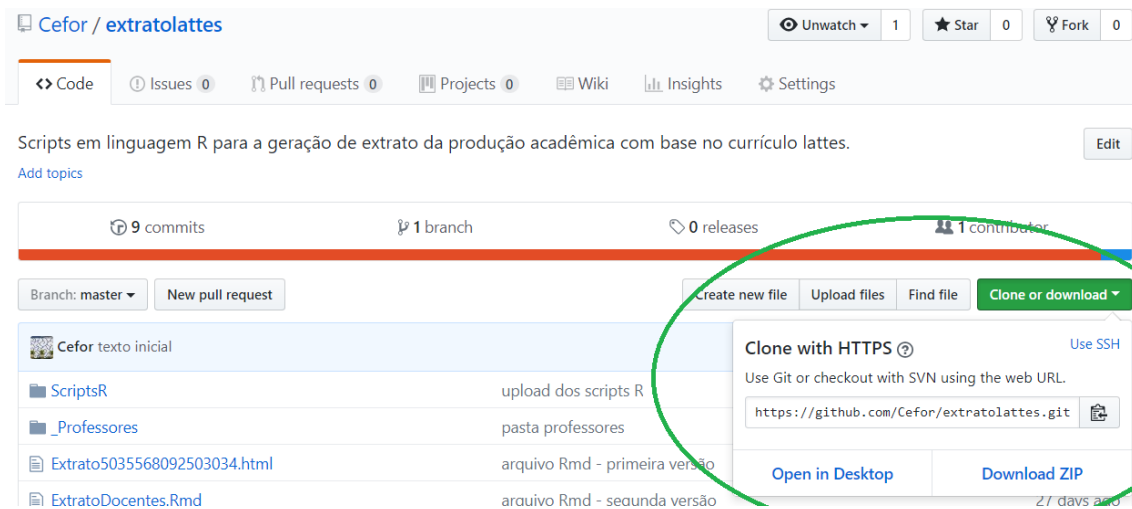 Cefor / extratolattes
Unwatch 1 Star 0 Fork 0
Code Issues 0 Pull requests 0 Projects 0 Wiki Insights Settings
Scripts em linguagem R para a geração de extrato da produção acadêmica com base no currículo lattes. Edit
Add topics
9 commits 1 branch 0 releases 1 contributor
Branch: master New pull request Create new file Upload files Find file Clone or download
Cefor texto inicial
Clone with HTTPS Use SSH
Use Git or checkout with SVN using the web URL.
https://github.com/Cefor/extratolattes.git
Open in Desktop Download ZIP
ScriptsR upload dos scripts R
_Professores pasta professores
Extrato5035568092503034.html arquivo Rmd - primeira versão
ExtratoDocentes.Rmd arquivo Rmd - segunda versão 27 days ago